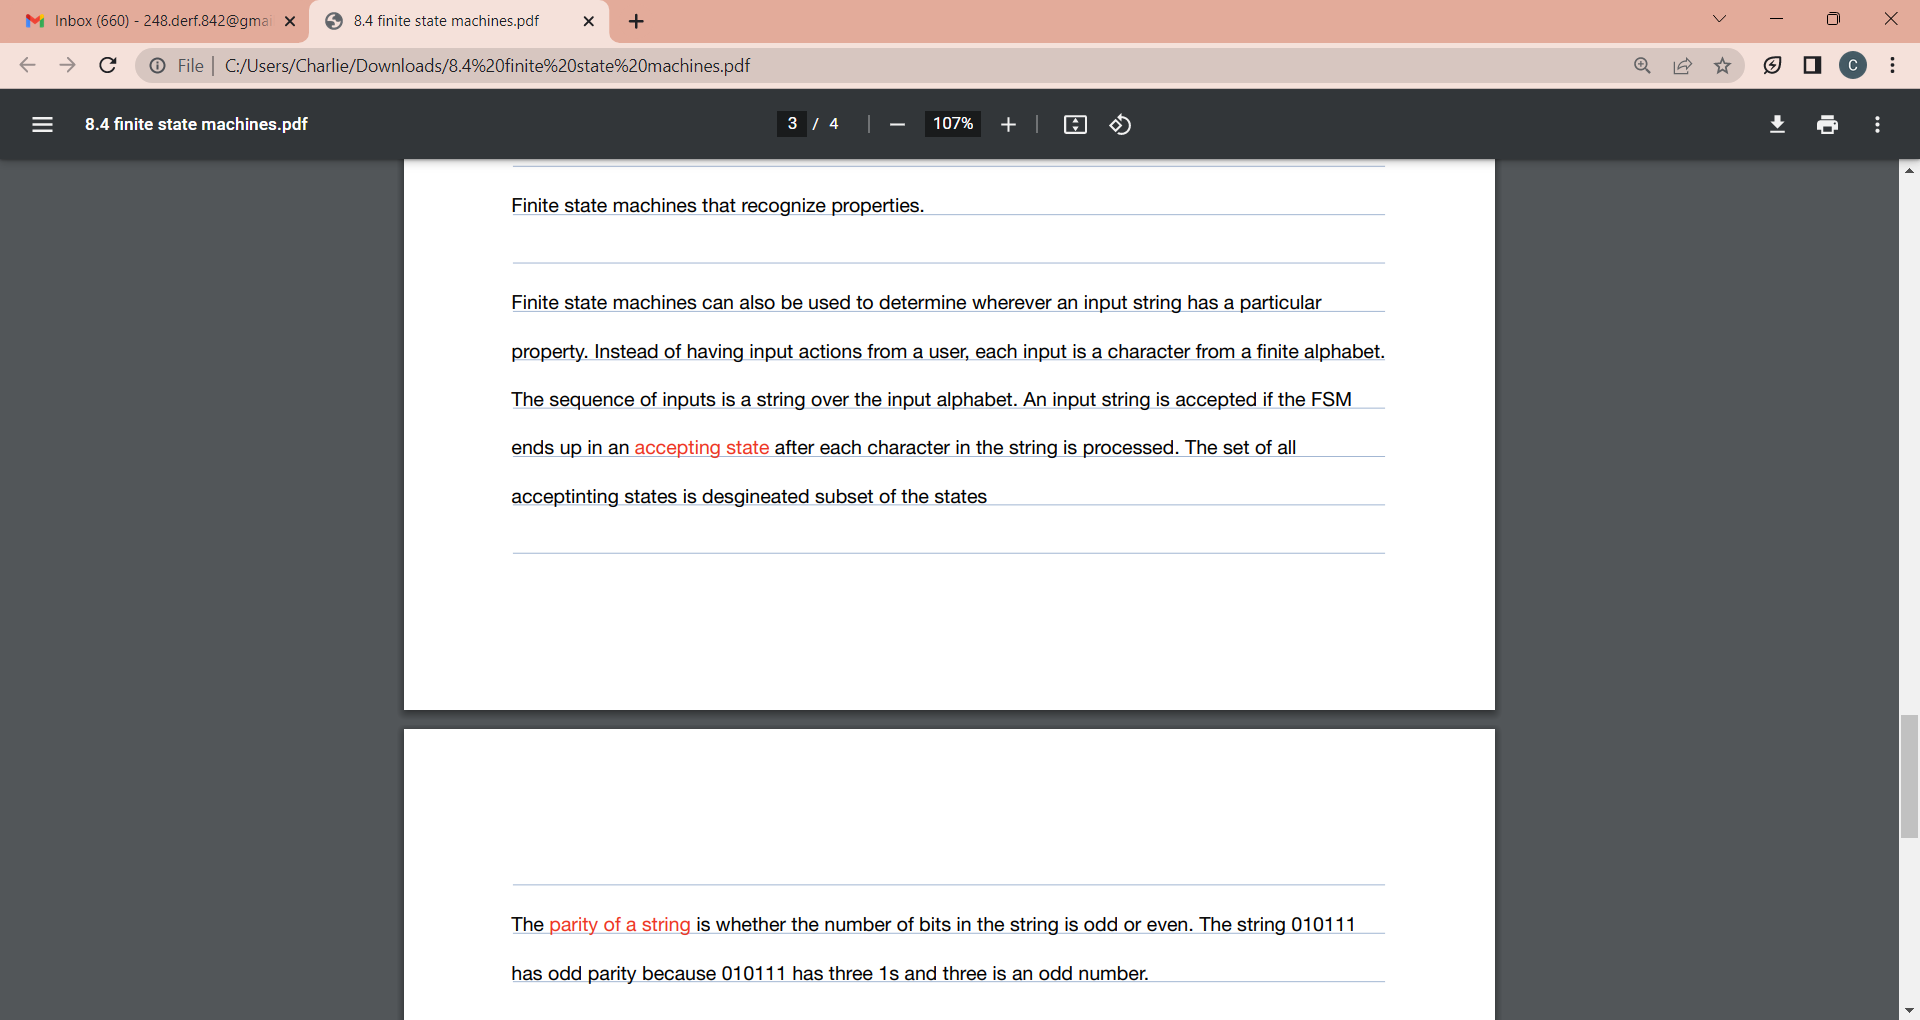 Inbox (660) - 248.derf.842@gmai
8.4 finite state machines.pdf
File | C:/Users/Charlie/Downloads/8.4%20finite%20state%20machines.pdf
C
8.4 finite state machines.pdf
3 / 4
107%
Finite state machines that recognize properties.
Finite state machines can also be used to determine wherever an input string has a particular
property. Instead of having input actions from a user, each input is a character from a finite alphabet.
The sequence of inputs is a string over the input alphabet. An input string is accepted if the FSM
ends up in an accepting state after each character in the string is processed. The set of all
acceptinting states is desgineated subset of the states
The parity of a string is whether the number of bits in the string is odd or even. The string 010111
has odd parity because 010111 has three 1s and three is an odd number.